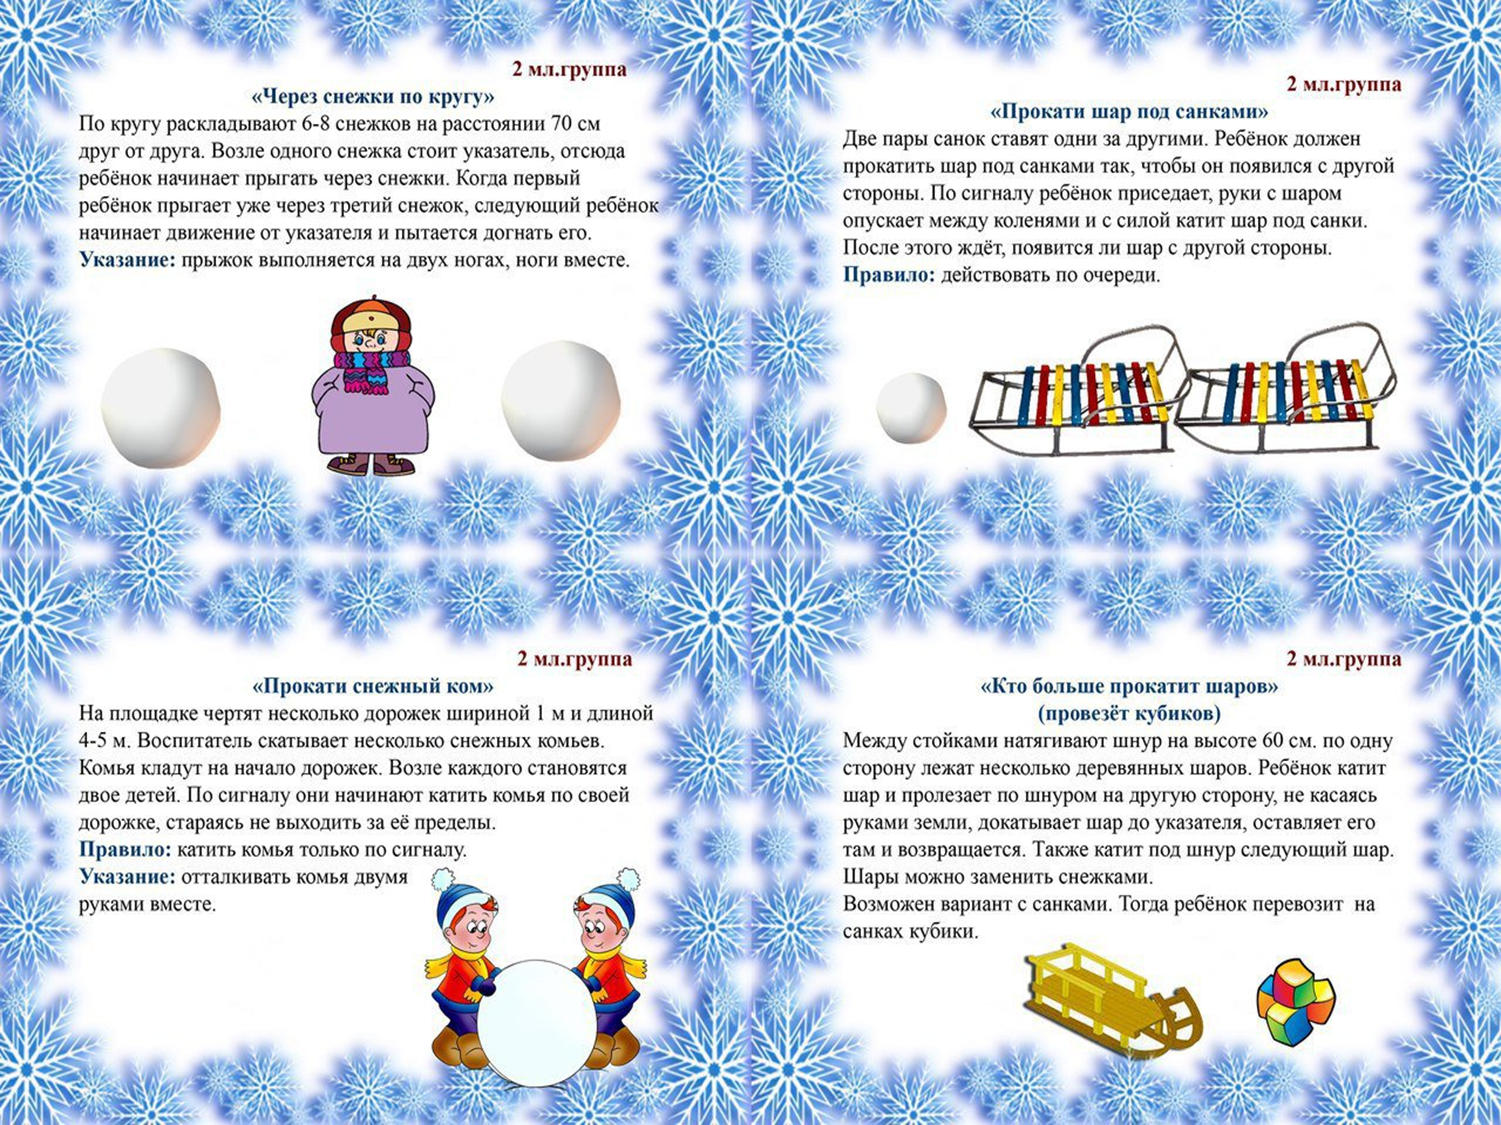 2 мл.группа
«Через снежки по кругу»
По кругу раскладывают 6-8 снежков на расстоянии 70 см
друг от друга. Возле одного снежка стоит указатель, отсюда
ребёнок начинает прыгать через снежки. Когда первый
ребёнок прыгает уже через третий снежок, следующий ребёнок
начинает движение от указателя и пытается догнать его.
Указание: прыжок выполняется на двух ногах, ноги вместе.
2 мл.группа
«Прокати шар под санками»
Две пары санок ставят одни за другими. Ребёнок должен
прокатить шар под санками так, чтобы он появился с другой
стороны. По сигналу ребёнок приседает, руки с шаром
опускает между коленями и с силой катит шар под санки.
После этого ждёт, появится ли шар с другой стороны.
Правило: действовать по очереди.
2 мл.группа
«Прокати снежный ком»
На площадке чертят несколько дорожек шириной 1 м и длиной
4-5 м. Воспитатель скатывает несколько снежных комьев.
Комья кладут на начало дорожек. Возле каждого становятся
двое детей. По сигналу они начинают катить комья по своей
дорожке, стараясь не выходить за её пределы.
Правило: катить комья только по сигналу.
Указание: отталкивать комья двумя
руками вместе.
2 мл.группа
«Кто больше прокатит шаров»
(провезёт кубиков)
Между стойками натягивают шнур на высоте 60 см. по одну
сторону лежат несколько деревянных шаров. Ребёнок катит
шар и пролезает по шнуром на другую сторону, не касаясь
руками земли, докатывает шар до указателя, оставляет его
там и возвращается. Также катит под шнур следующий шар.
Шары можно заменить снежками.
Возможен вариант с санками. Тогда ребёнок перевозит на
санках кубики.